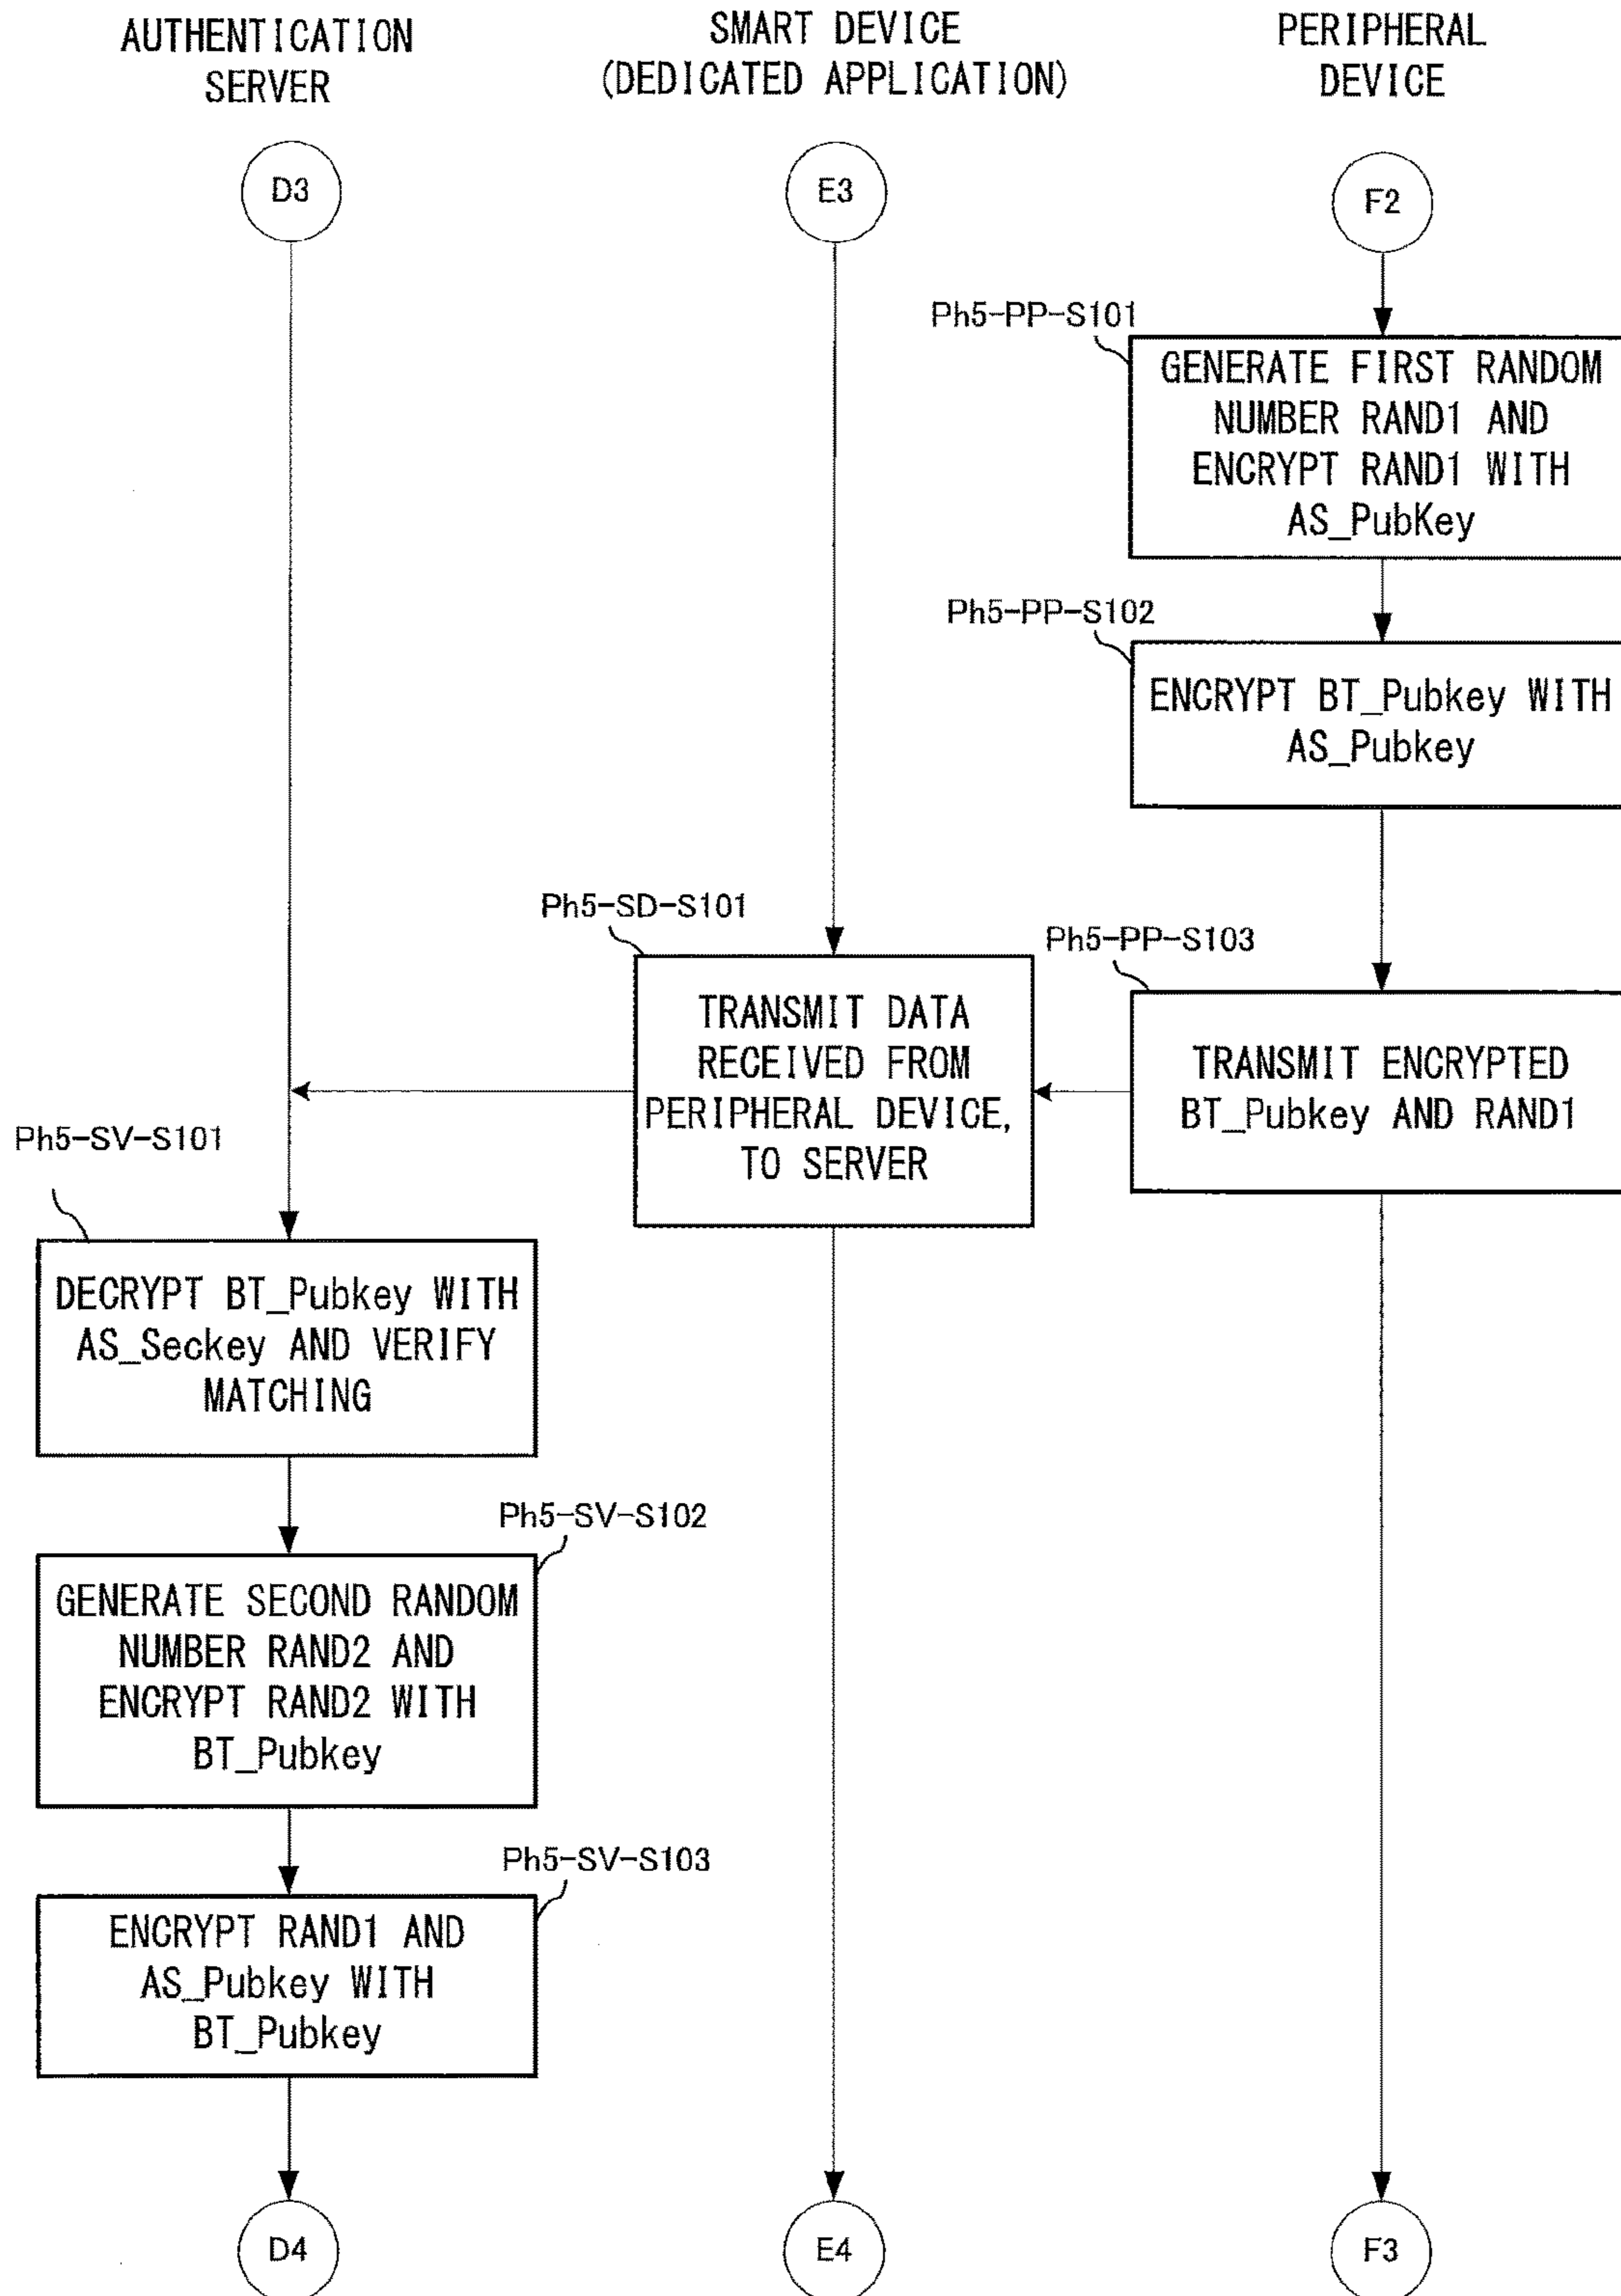 AUTHENTICATION
SERVER
SMART DEVICE
(DEDICATED APPLICATION)
PERIPHERAL
DEVICE
D3
E3
F2
Ph5-PP-S101
GENERATE FIRST RANDOM
NUMBER RAND1 AND
ENCRYPT RAND1 WITH
AS_PubKey
Ph5-PP-S102
ENCRYPT BT_Pubkey WITH
AS_Pubkey
Ph5-SD-S101
TRANSMIT DATA
RECEIVED FROM
PERIPHERAL DEVICE,
TO SERVER
Ph5-PP-S103
TRANSMIT ENCRYPTED
BT_Pubkey AND RAND1
Ph5-SV-S101
DECRYPT BT_Pubkey WITH
AS_Seckey AND VERIFY
MATCHING
Ph5-SV-S102
GENERATE SECOND RANDOM
NUMBER RAND2 AND
ENCRYPT RAND2 WITH
BT_Pubkey
Ph5-SV-S103
ENCRYPT RAND1 AND
AS_Pubkey WITH
BT_Pubkey
D4
E4
F3